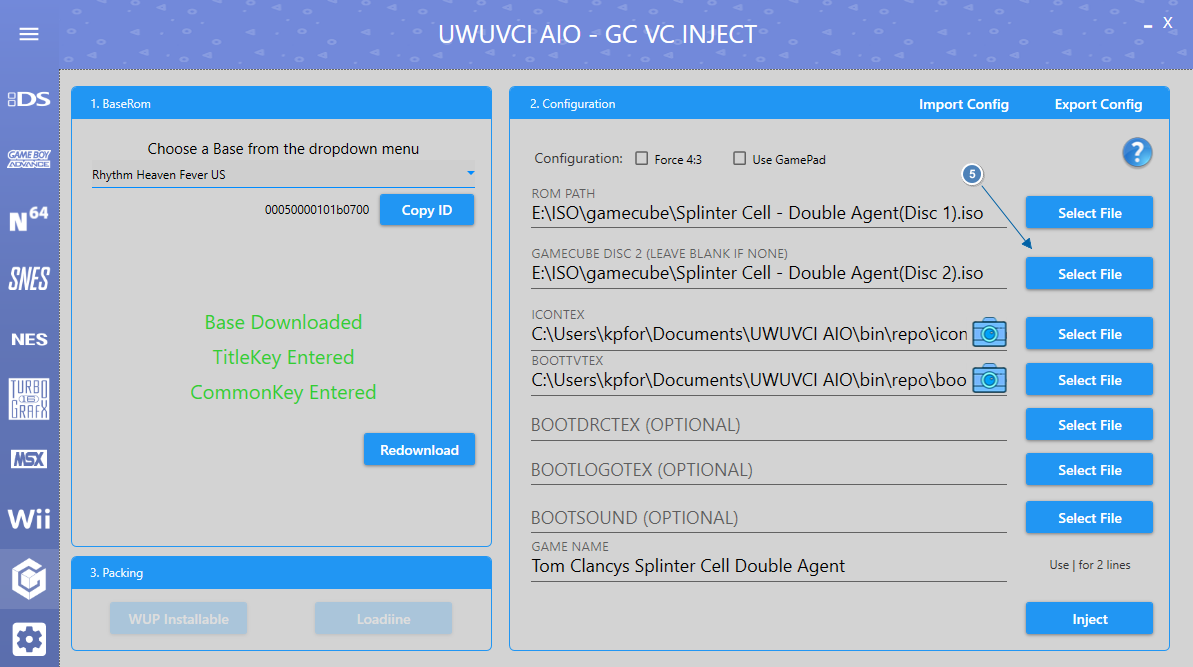 UWUVCI AIO - GC VC INJECT
X
DS
GAME BOY
ADVANCE
N64
SNES
NES
TURBO
16
GRAFX
MSX
Wii
1. BaseRom
Choose a Base from the dropdown menu
Rhythm Heaven Fever US
00050000101b0700
Copy ID
Base Downloaded
TitleKey Entered
CommonKey Entered
Redownload
3. Packing
WUP Installable
Loadiine
2. Configuration
Import Config
Export Config
Configuration:
Force 4:3
Use GamePad
?
5
ROM PATH
E:\ISO\gamecube\Splinter Cell - Double Agent(Disc 1).iso
Select File
GAMECUBE DISC 2 (LEAVE BLANK IF NONE)
E:\ISO\gamecube\Splinter Cell - Double Agent(Disc 2).iso
Select File
ICONTEX
C:\Users\kpfor\Documents\UWUVCI AIO\bin\repo\icon
Select File
BOOTTVTEX
C:\Users\kpfor\Documents\UWUVCI AIO\bin\repo\boo
Select File
BOOTDRCTEX (OPTIONAL)
Select File
BOOTLOGOTEX (OPTIONAL)
Select File
BOOTSOUND (OPTIONAL)
Select File
GAME NAME
Tom Clancys Splinter Cell Double Agent
Use | for 2 lines
Inject